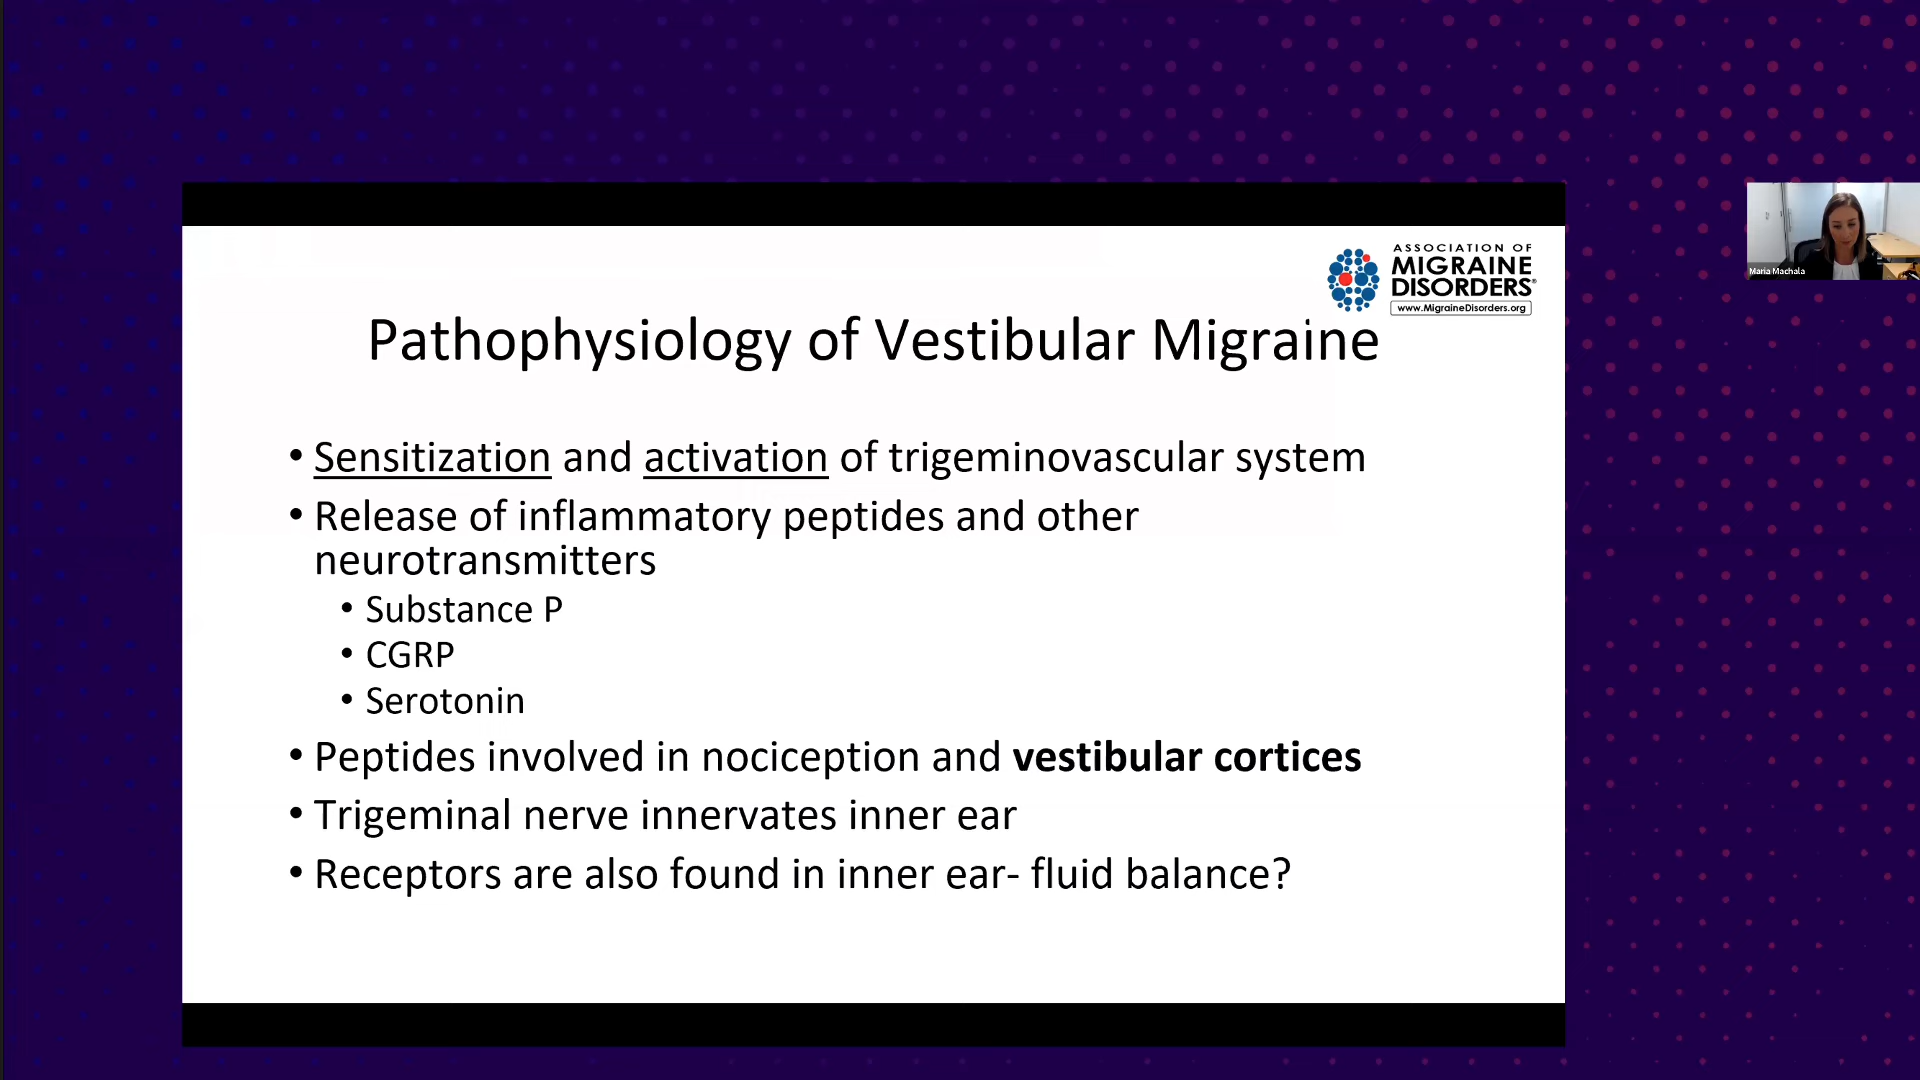 ASSOCIATION OF
MIGRAINE
DISORDERS®
www.MigraineDisorders.org
Maria Machala
Pathophysiology of Vestibular Migraine
• Sensitization and activation of trigeminovascular system
• Release of inflammatory peptides and other
neurotransmitters
• Substance P
• CGRP
• Serotonin
• Peptides involved in nociception and vestibular cortices
• Trigeminal nerve innervates inner ear
• Receptors are also found in inner ear- fluid balance?